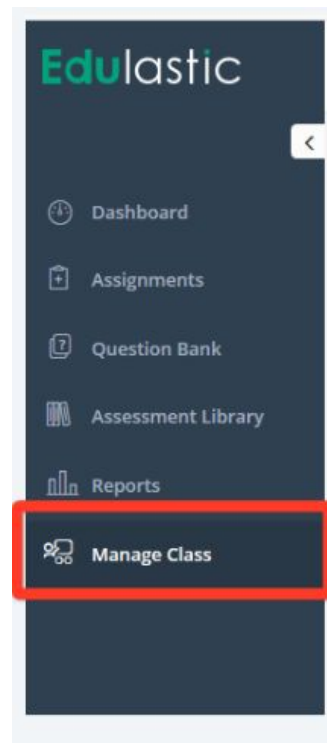 Edulastic
Dashboard
Assignments
Question Bank
Assessment Library
Reports
Manage Class